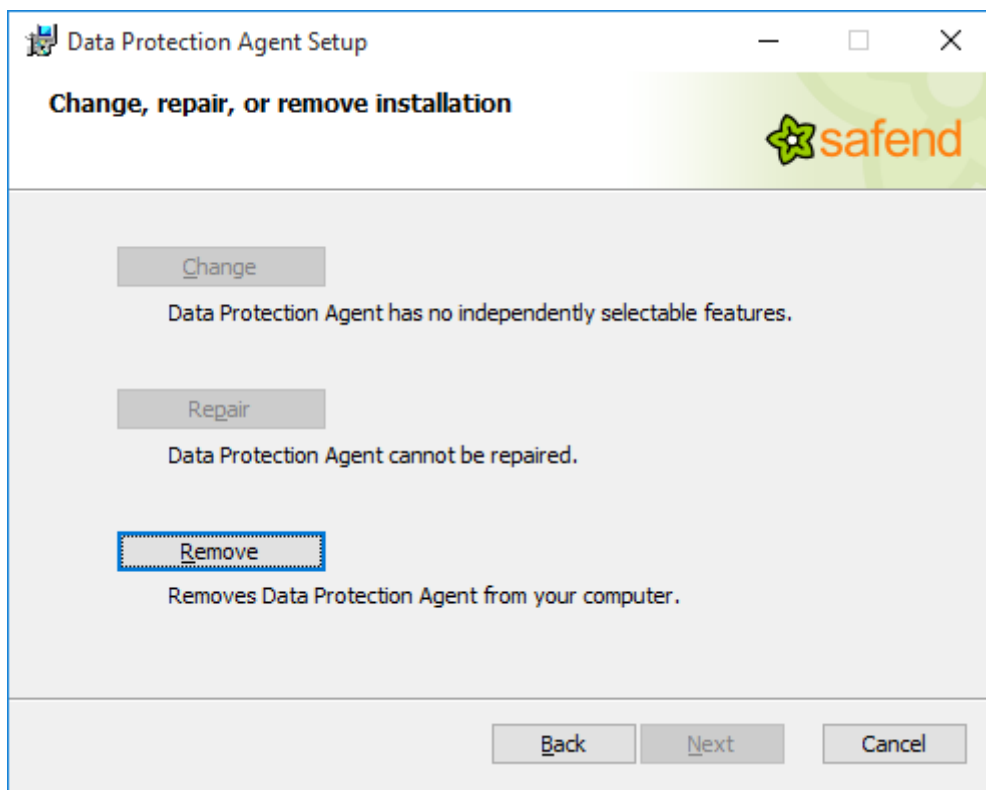 Data Protection Agent Setup
Change, repair, or remove installation
safend
Change
Data Protection Agent has no independently selectable features.
Repair
Data Protection Agent cannot be repaired.
Remove
Removes Data Protection Agent from your computer.
Back Next Cancel